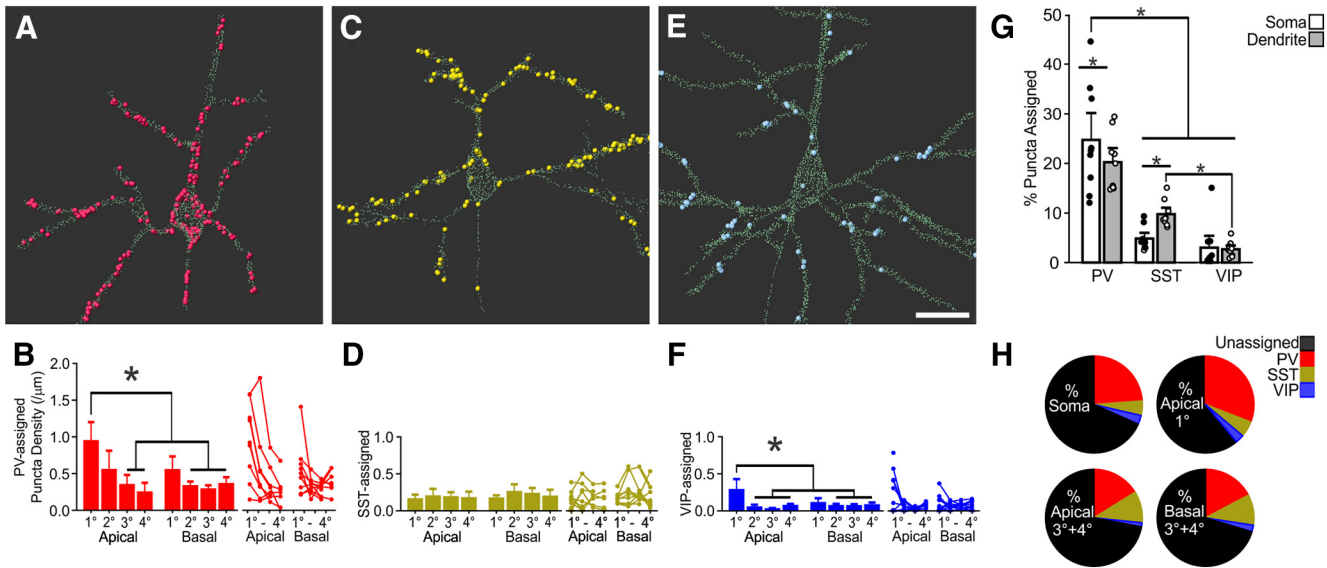 A
C
E
G
50
40
30
20
10
0
% Puncta Assigned
Soma
Dendrite
*
*
*
*
PV
SST
VIP
B
2.0
1.5
1.0
0.5
0.0
PV-assigned
Puncta Density (/µm)
*
1° 2° 3° 4° 1° 2° 3° 4° 1° - 4° 1° - 4°
Apical Basal Apical Basal
D
1.0
0.5
0.0
SST-assigned
1° 2° 3° 4° 1° 2° 3° 4° 1° - 4° 1° - 4°
Apical Basal Apical Basal
F
1.0
0.5
0.0
VIP-assigned
*
1° 2° 3° 4° 1° 2° 3° 4° 1° - 4° 1° - 4°
Apical Basal Apical Basal
H
Unassigned
PV
SST
VIP
%
Soma
%
Apical
1°
%
Apical
3°+4°
%
Basal
3°+4°